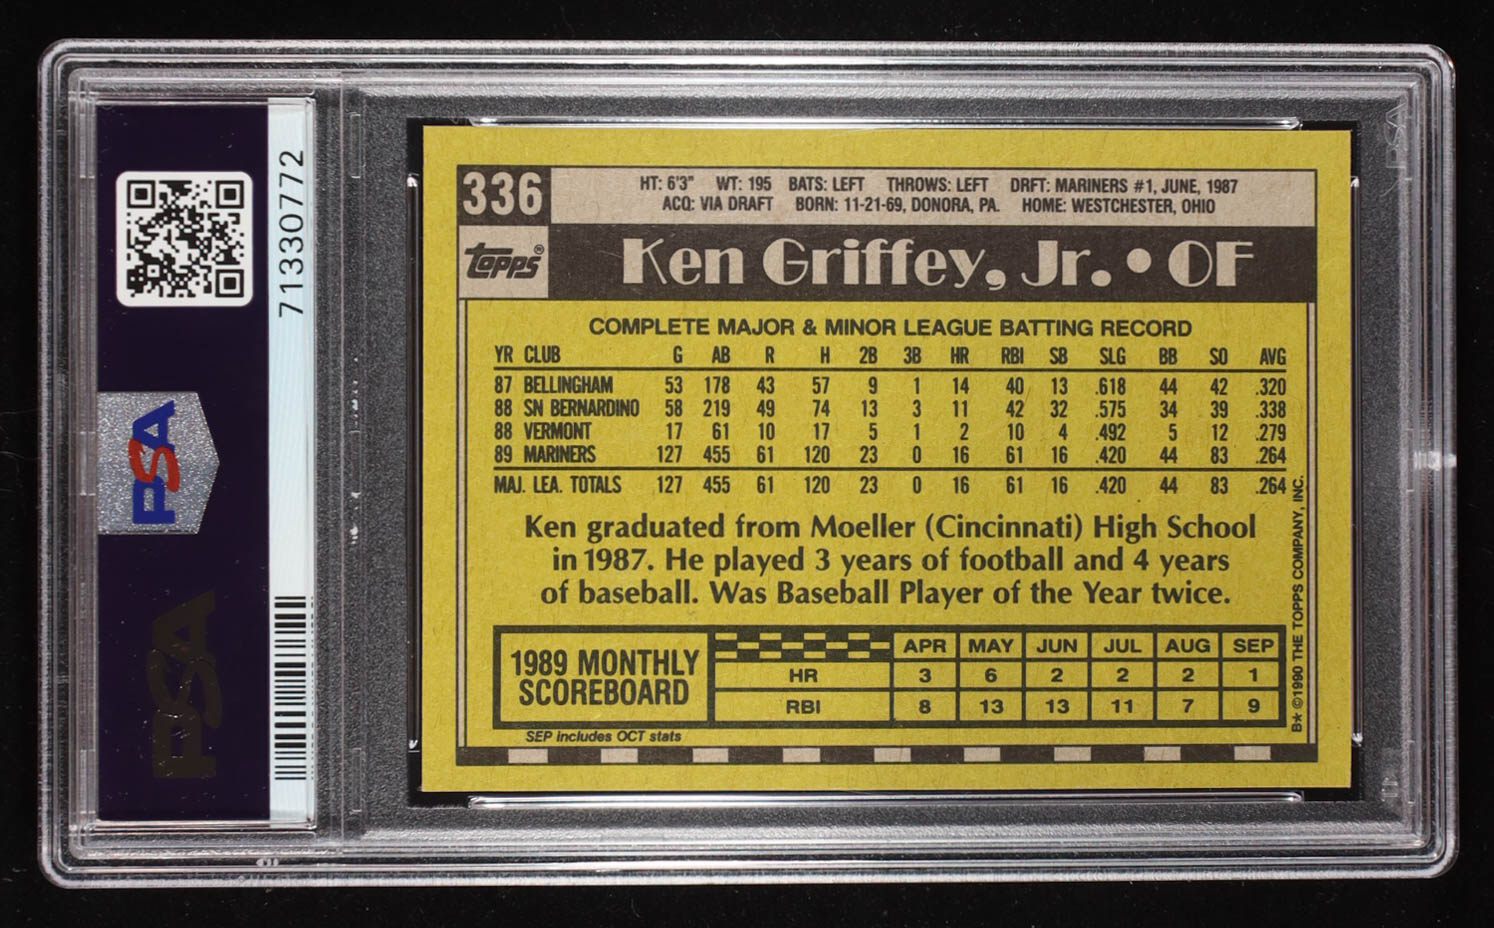 71330772
PSA
PSA
336
HT: 6'3" WT: 195 BATS: LEFT THROWS: LEFT DRFT: MARINERS #1, JUNE, 1987
ACQ: VIA DRAFT BORN: 11-21-69, DONORA, PA. HOME: WESTCHESTER, OHIO
topps®
Ken Griffey, Jr. • OF
COMPLETE MAJOR & MINOR LEAGUE BATTING RECORD
YR CLUB G AB R H 2B 3B HR RBI SB SLG BB SO AVG
87 BELLINGHAM 53 178 43 57 9 1 14 40 13 .618 44 42 .320
88 SN BERNARDINO 58 219 49 74 13 3 11 42 32 .575 34 39 .338
88 VERMONT 17 61 10 17 5 1 2 10 4 .492 5 12 .279
89 MARINERS 127 455 61 120 23 0 16 61 16 .420 44 83 .264
MAJ. LEA. TOTALS 127 455 61 120 23 0 16 61 16 .420 44 83 .264
Ken graduated from Moeller (Cincinnati) High School
in 1987. He played 3 years of football and 4 years
of baseball. Was Baseball Player of the Year twice.
1989 MONTHLY
SCOREBOARD
APR MAY JUN JUL AUG SEP
HR 3 6 2 2 2 1
RBI 8 13 13 11 7 9
SEP includes OCT stats
B★ ©1990 THE TOPPS COMPANY, INC.
PSA